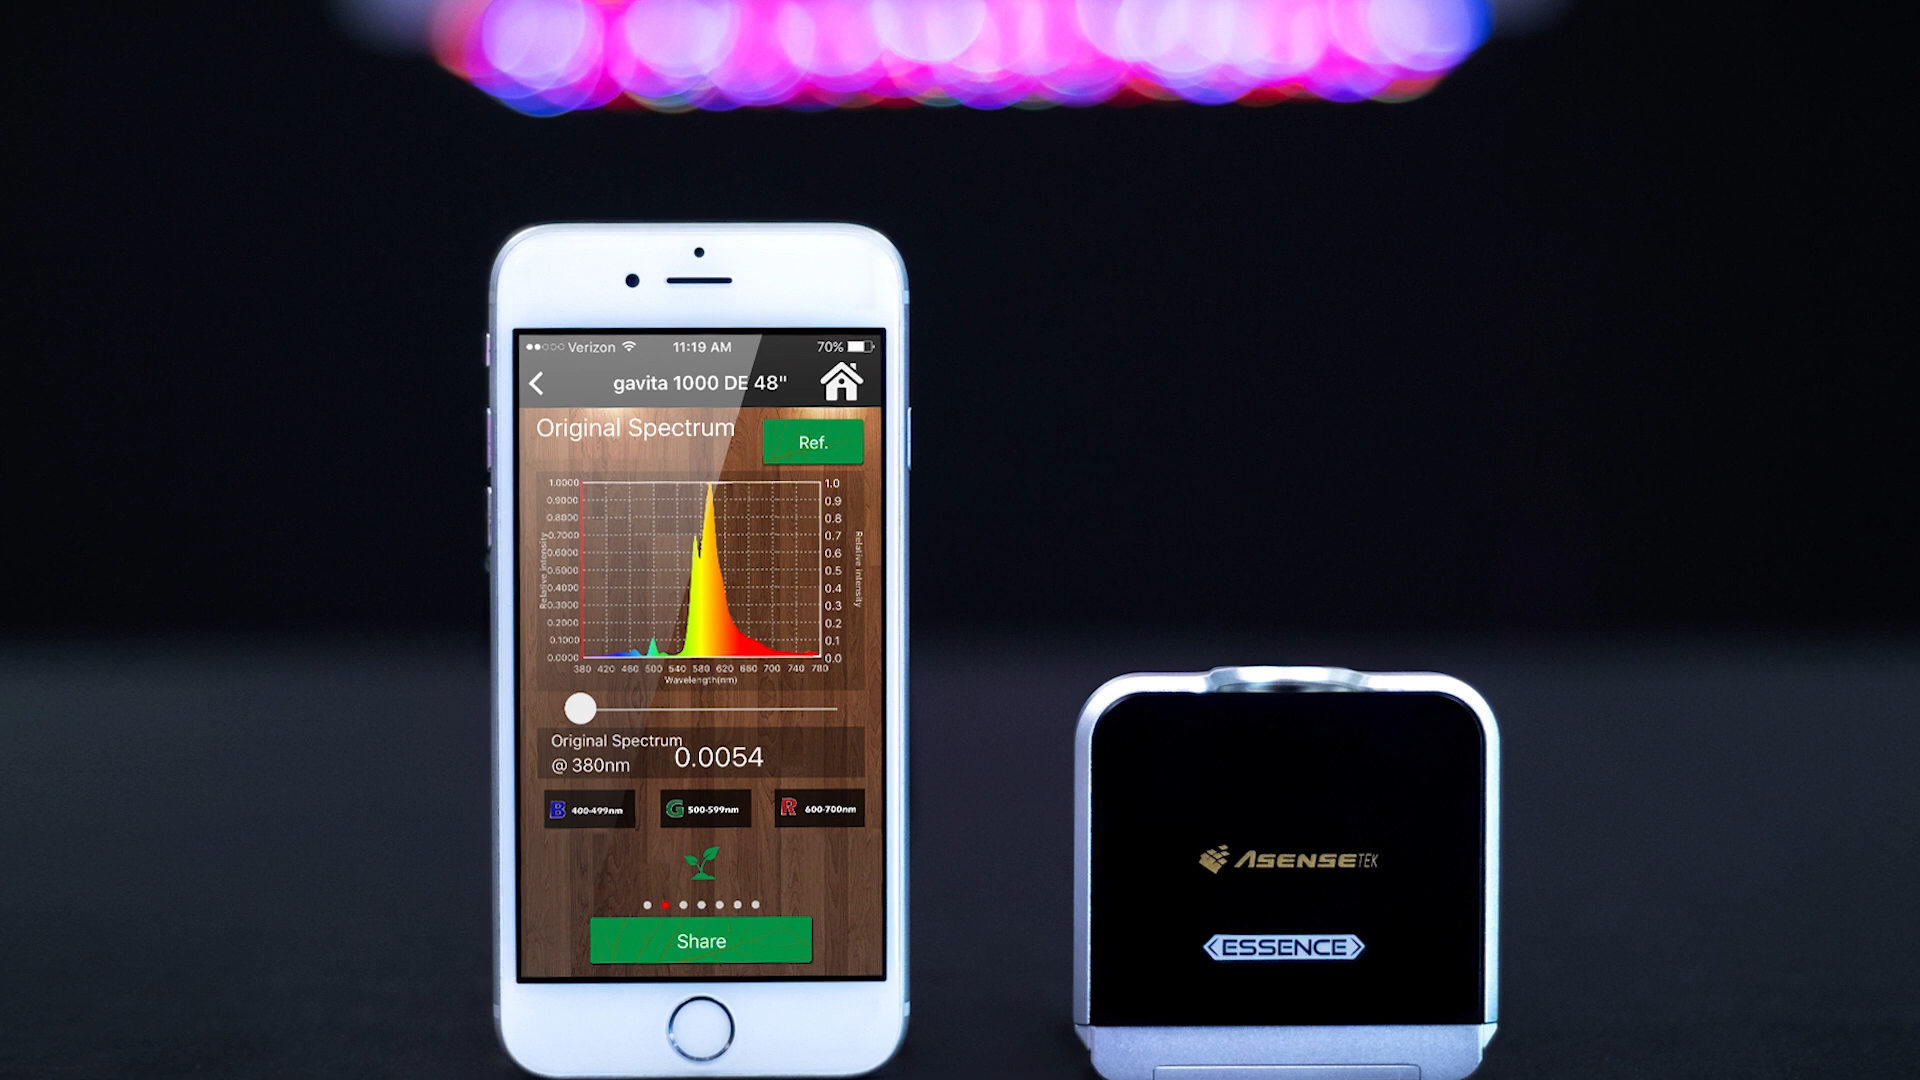 Verizon 11:19 AM 70%
gavita 1000 DE 48"
Original Spectrum
Ref.
1.0000 1.0
0.9000 0.9
0.8000 0.8
0.7000 0.7
0.6000 0.6
0.5000 0.5
0.4000 0.4
0.3000 0.3
0.2000 0.2
0.1000 0.1
0.0000 0.0
Relative intensity
Relative intensity
380 420 460 500 540 580 620 660 700 740 780
Wavelength(nm)
Original Spectrum
@ 380nm 0.0054
B 400-499nm G 500-599nm R 600-700nm
Share
ASENSETEK
ESSENCE